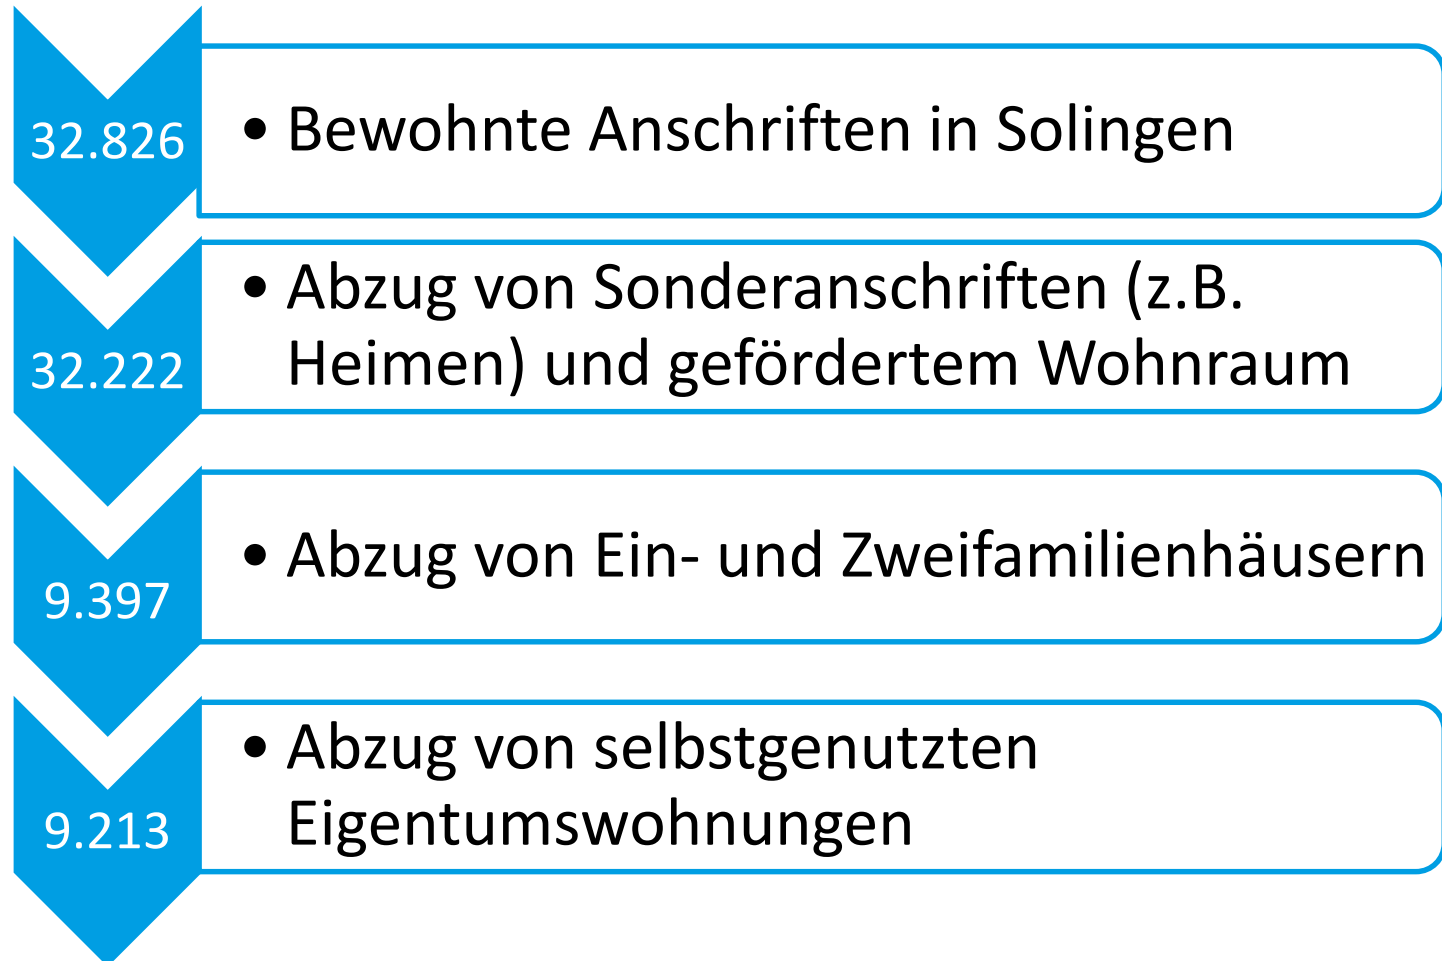 32.826
• Bewohnte Anschriften in Solingen
32.222
• Abzug von Sonderanschriften (z.B.
Heimen) und gefördertem Wohnraum
9.397
• Abzug von Ein- und Zweifamilienhäusern
9.213
• Abzug von selbstgenutzten
Eigentumswohnungen